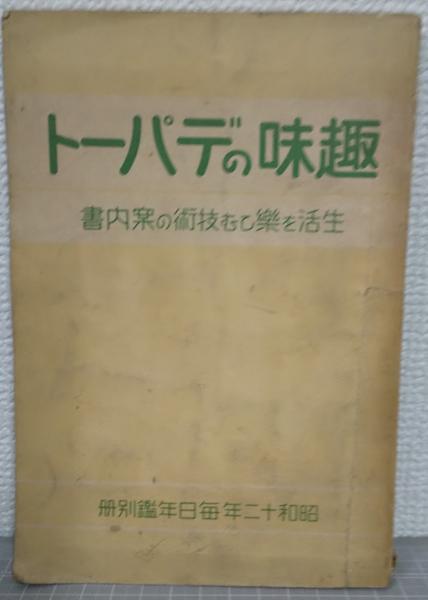 趣味のデパート
生活を樂しむ技術の案内書
昭和十二年毎日年鑑別册